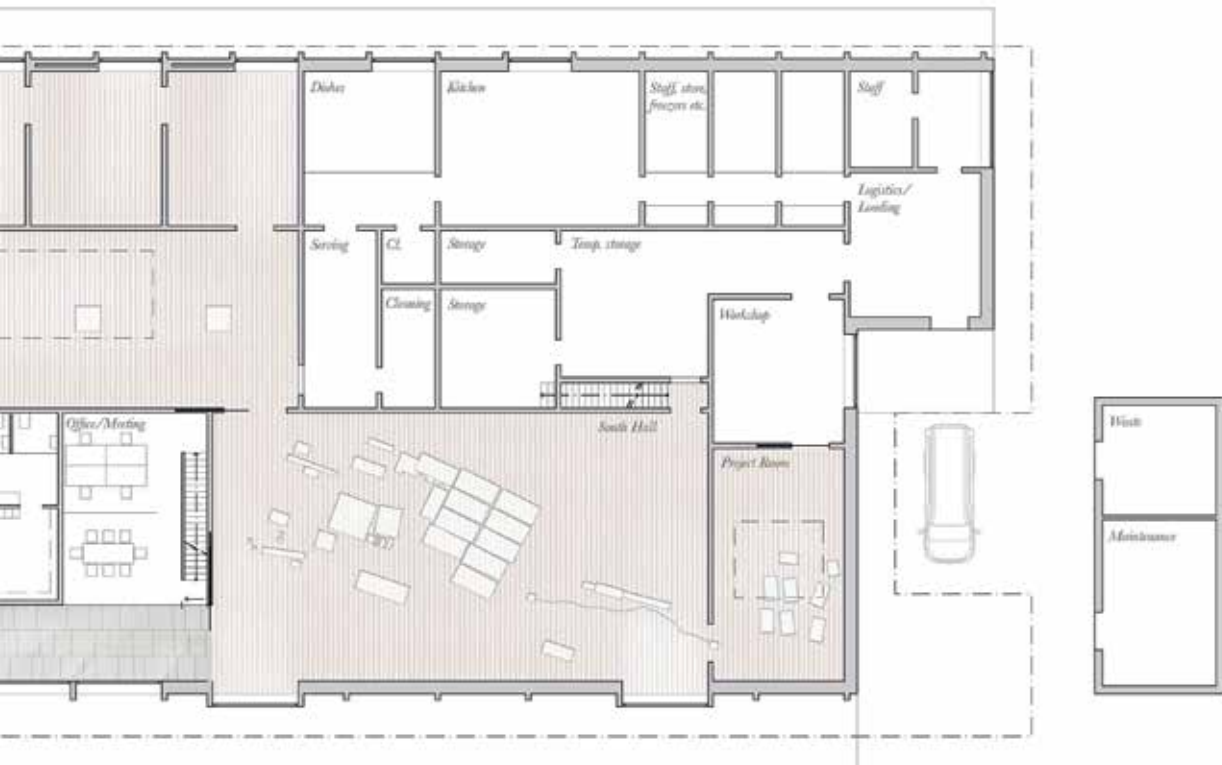 Dishes
Kitchen
Staff, store,
freezers etc.
Staff
Logistics/
Loading
Serving
Cl.
Storage
Temp. storage
Cleaning
Storage
Workshop
Office/Meeting
South Hall
Project Room
Waste
Maintenance